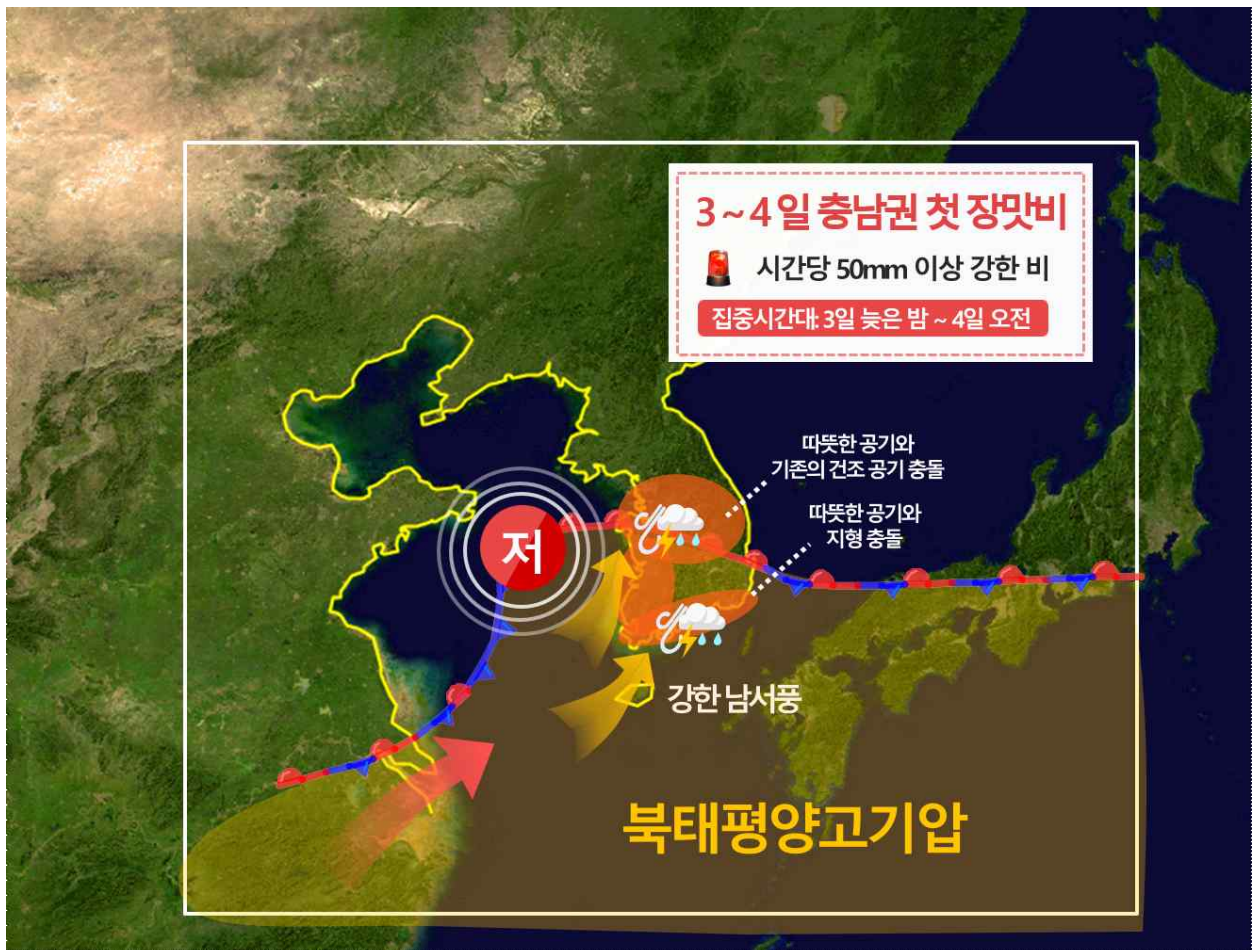 3~4일 충남권 첫 장맛비
시간당 50mm 이상 강한 비
집중시간대: 3일 늦은 밤 ~ 4일 오전
따뜻한 공기와
기존의 건조 공기 충돌
따뜻한 공기와
지형 충돌
저
강한 남서풍
북태평양고기압